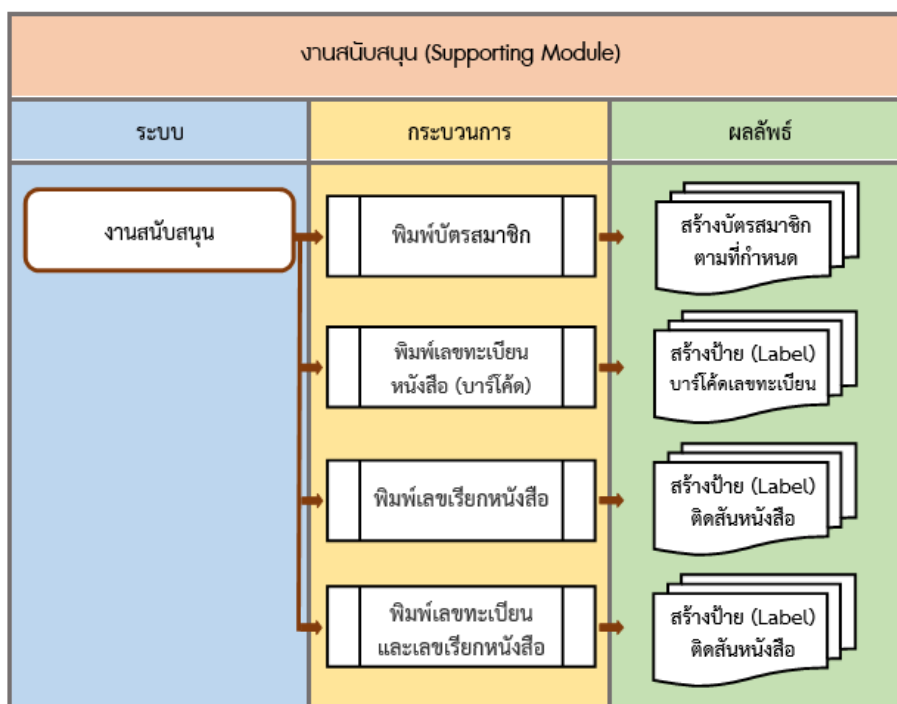 งานสนับสนุน (Supporting Module)
ระบบ
กระบวนการ
ผลลัพธ์
งานสนับสนุน
พิมพ์บัตรสมาชิก
สร้างบัตรสมาชิก
ตามที่กำหนด
พิมพ์เลขทะเบียน
หนังสือ (บาร์โค้ด)
สร้างป้าย (Label)
บาร์โค้ดเลขทะเบียน
พิมพ์เลขเรียกหนังสือ
สร้างป้าย (Label)
ติดสันหนังสือ
พิมพ์เลขทะเบียน
และเลขเรียกหนังสือ
สร้างป้าย (Label)
ติดสันหนังสือ